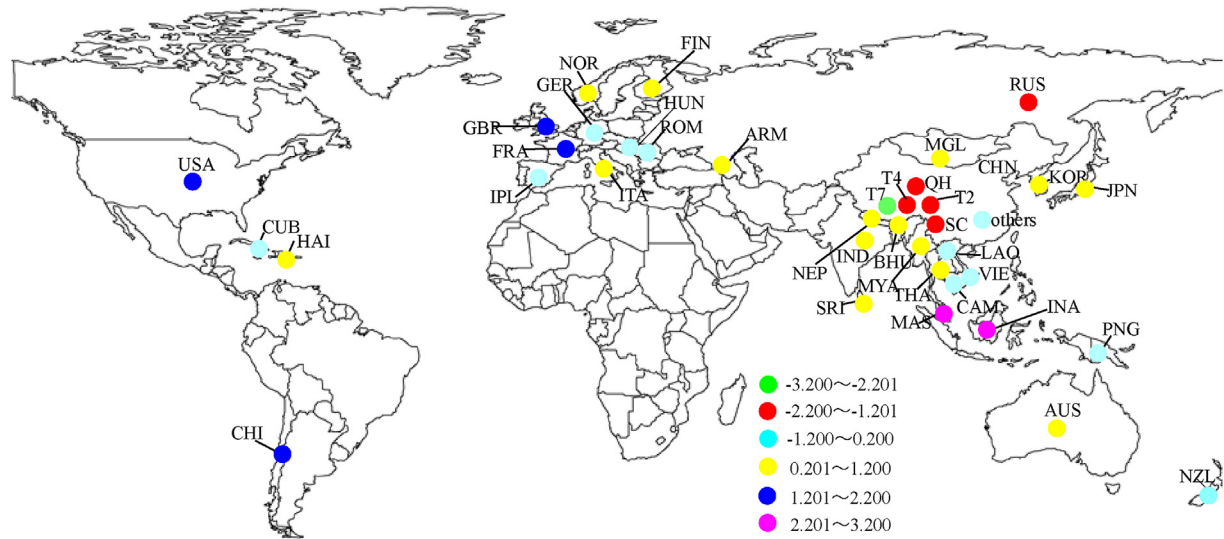 FIN
NOR
GER
RUS
HUN
GBR
ROM
ARM
FRA
MGL
CHN
USA
T4
QH
KOP
IPI
ITA
T7
T2
JPN
CUB
SC
others
HAI
IND
BHU
LAO
NEP
MYA
VIE
THA
SRI
CAM
INA
MAS
PNG
-3.200～-2.201
-2.200～-1.201
AUS
CHI
-1.200～0.200
0.201～1.200
NZL
1.201～2.200
2.201～3.200